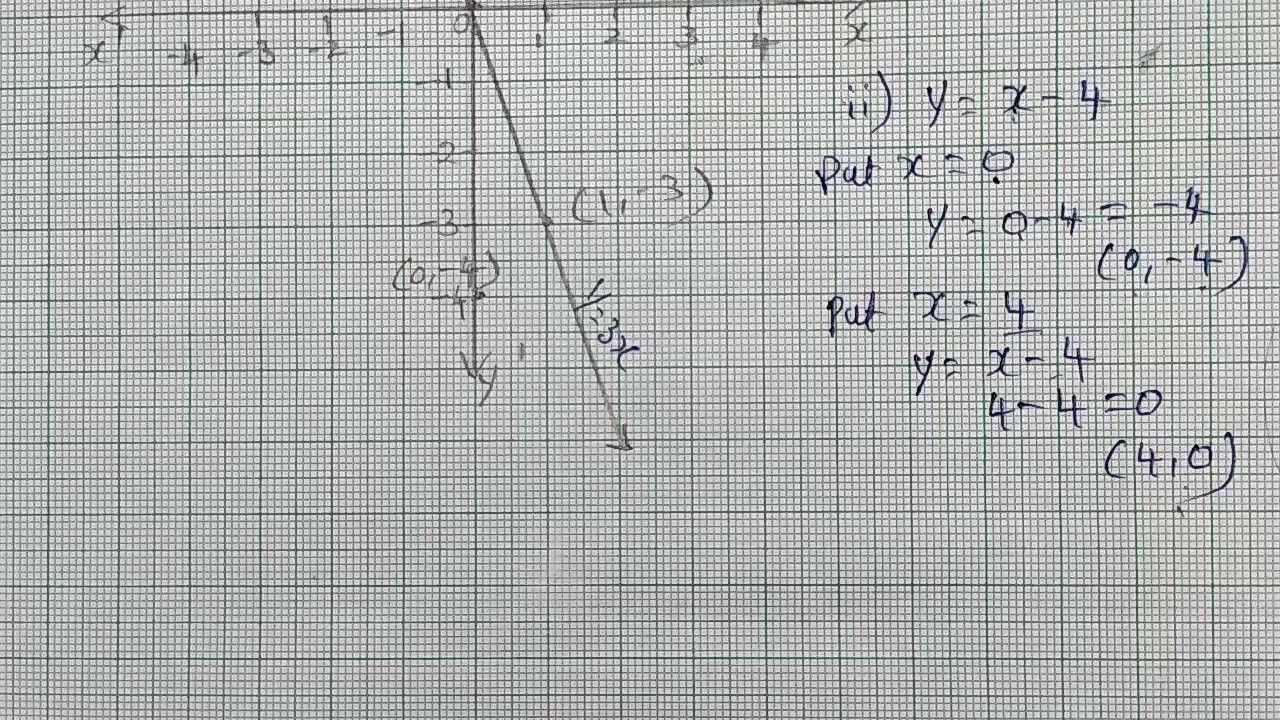 x' -4 -3 -2 -1 0 1 2 3 4 x
-1
-2
-3
(0, -4)
-4
y'
(1, -3)
y=-3x
ii) y = x - 4
Put x = 0
y = 0-4 = -4
(0, -4)
Put x = 4
y = x - 4
4 - 4 = 0
(4, 0)